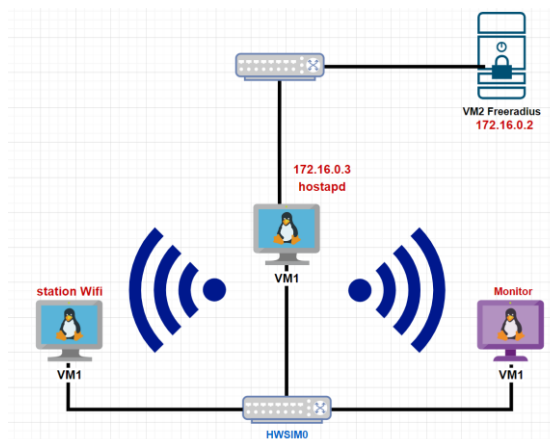 VM2 Freeradius
172.16.0.2
172.16.0.3
hostapd
VM1
station Wifi
VM1
Monitor
VM1
HWSIM0